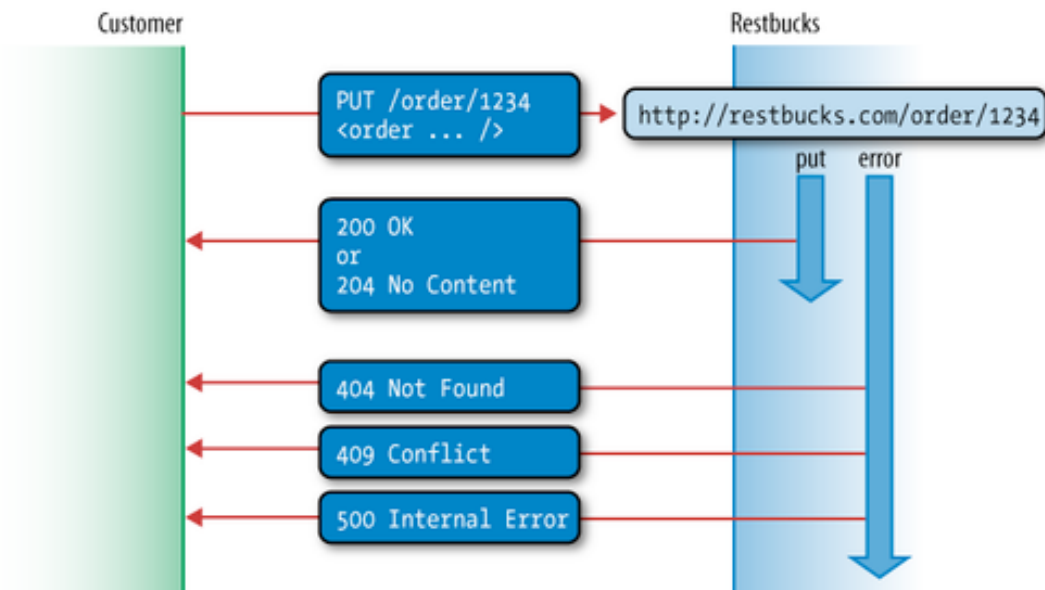 Customer
Restbucks
PUT /order/1234
<order ... />
http://restbucks.com/order/1234
put
error
200 OK
or
204 No Content
404 Not Found
409 Conflict
500 Internal Error